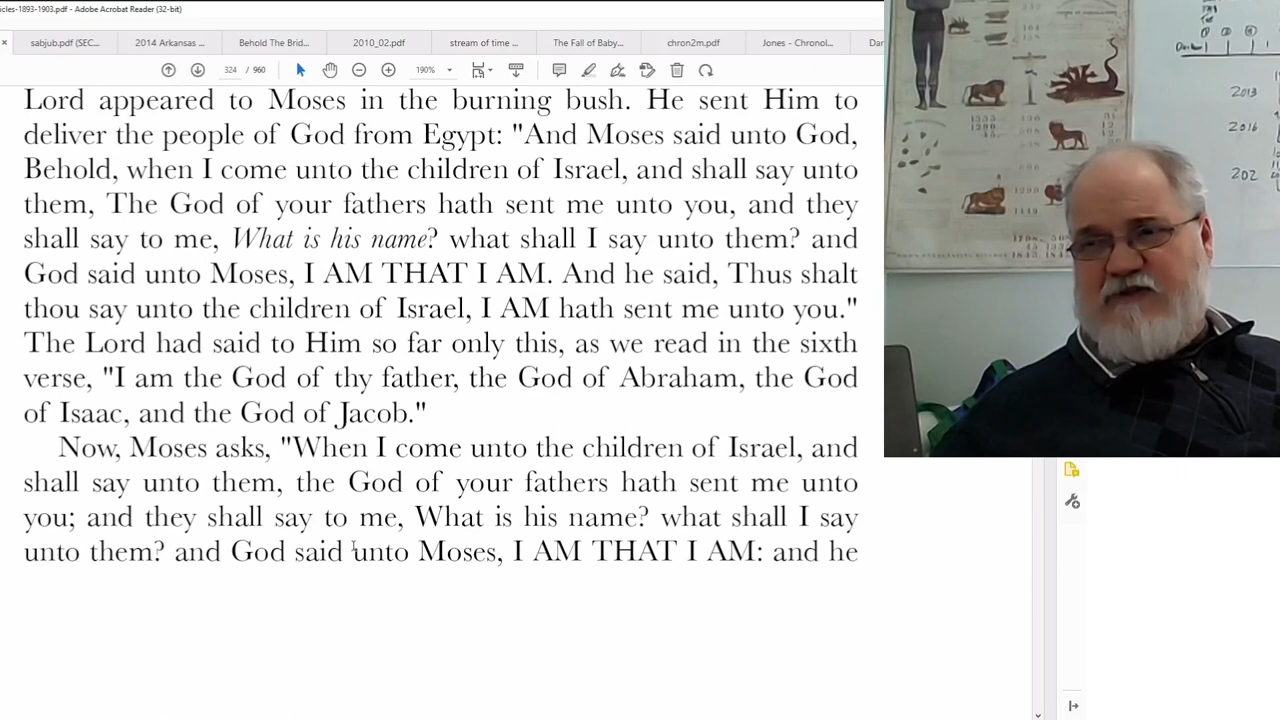 icles-1893-1903.pdf - Adobe Acrobat Reader (32-bit)
sabjub.pdf (SEC...
2014 Arkansas ...
Behold The Brid...
2010_02.pdf
stream of time ...
The Fall of Baby...
chron2m.pdf
Jones - Chronol...
Dar
324 / 960
190%
Lord appeared to Moses in the burning bush. He sent Him to
deliver the people of God from Egypt: "And Moses said unto God,
Behold, when I come unto the children of Israel, and shall say unto
them, The God of your fathers hath sent me unto you, and they
shall say to me, What is his name? what shall I say unto them? and
God said unto Moses, I AM THAT I AM. And he said, Thus shalt
thou say unto the children of Israel, I AM hath sent me unto you."
The Lord had said to Him so far only this, as we read in the sixth
verse, "I am the God of thy father, the God of Abraham, the God
of Isaac, and the God of Jacob."
Now, Moses asks, "When I come unto the children of Israel, and
shall say unto them, the God of your fathers hath sent me unto
you; and they shall say to me, What is his name? what shall I say
unto them? and God said unto Moses, I AM THAT I AM: and he
2013
2016
202
1335
1290
45
508
1290